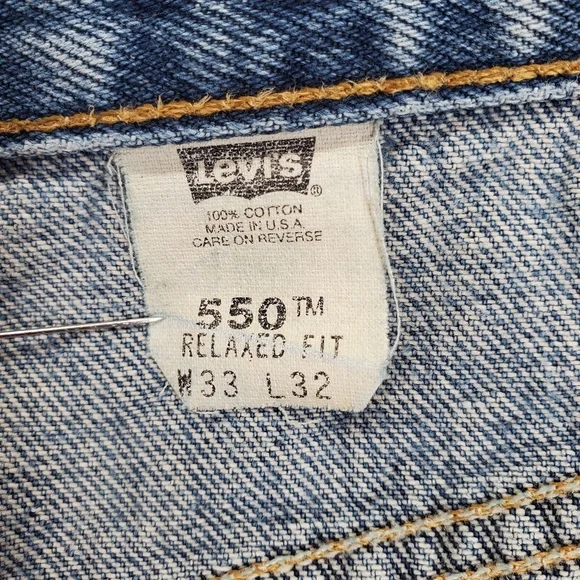 Levi's
®
100% COTTON
MADE IN U.S.A.
CARE ON REVERSE
550™
RELAXED FIT
W33 L32